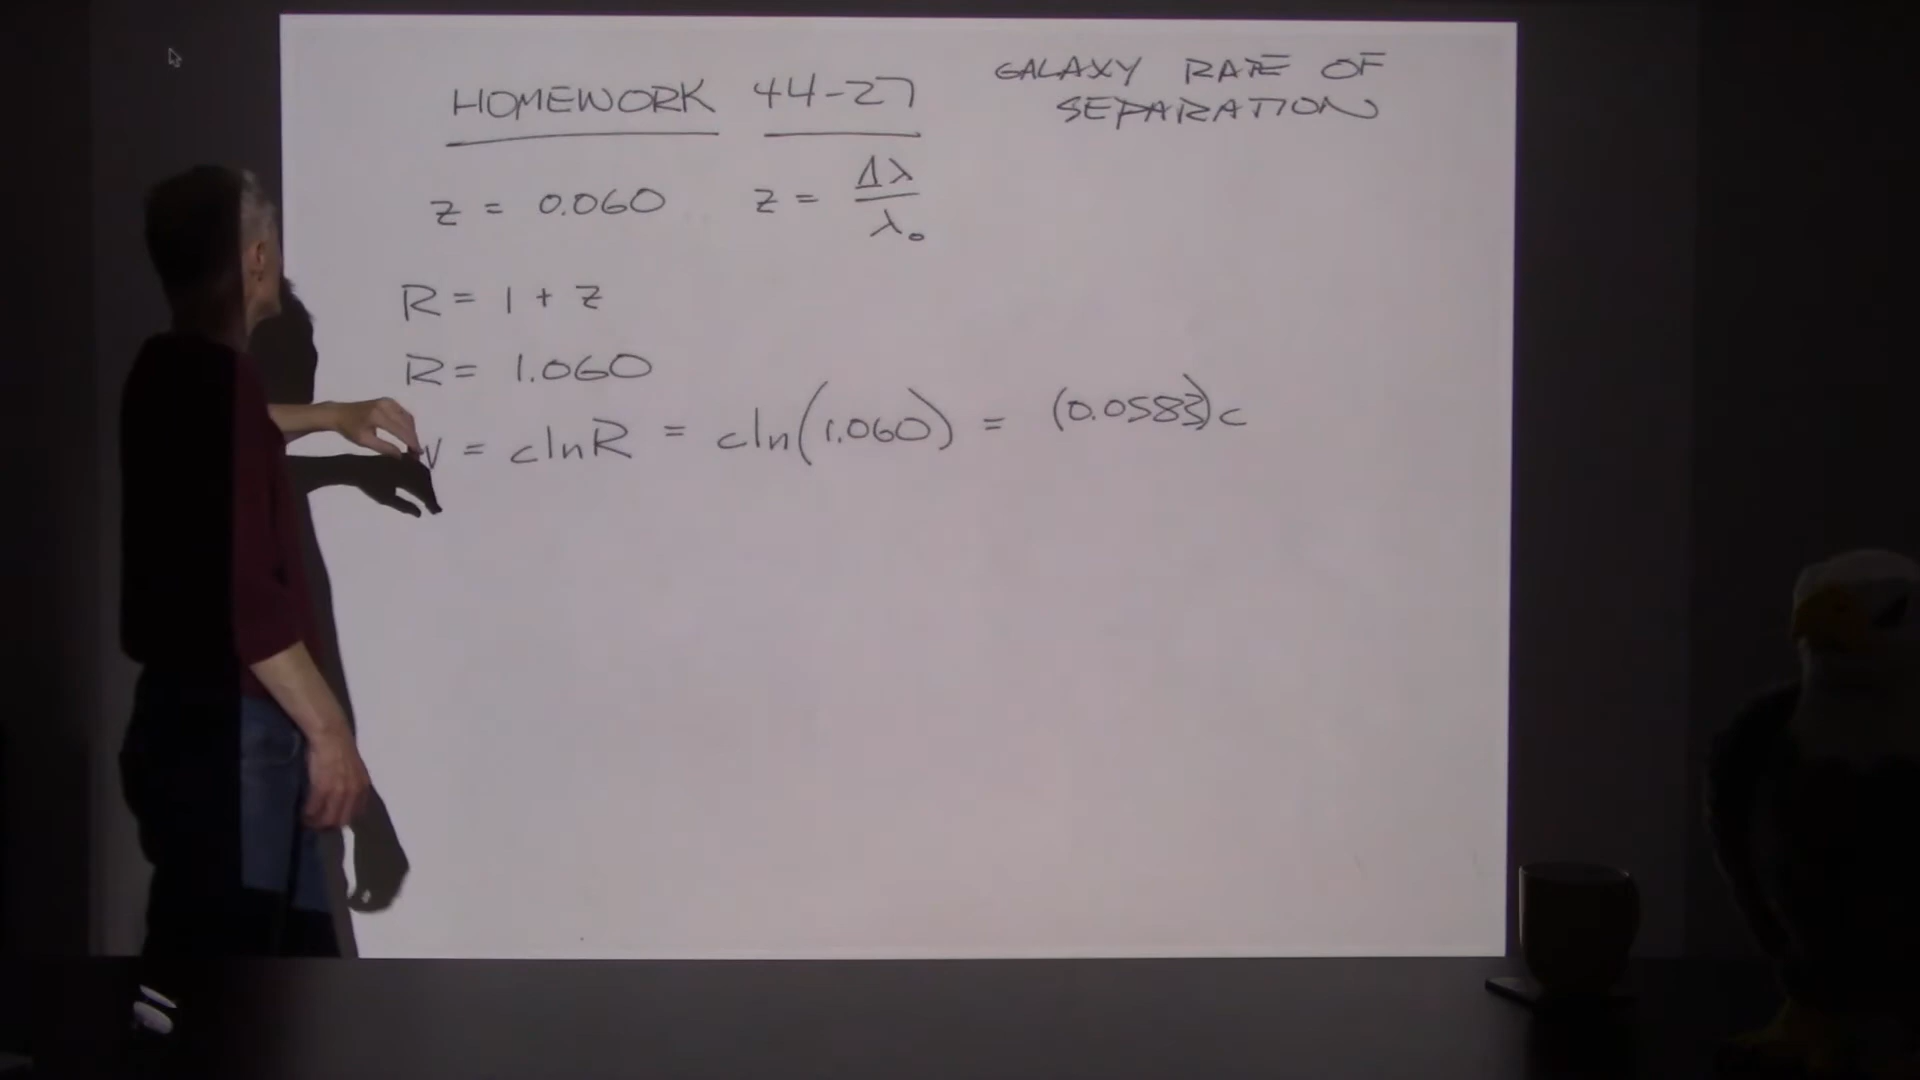 HOMEWORK 44-27
GALAXY RATE OF
SEPARATION
z = 0.060 z = Δλ/λ₀
R = 1 + z
R = 1.060
v = c ln R = c ln(1.060) = (0.0583)c